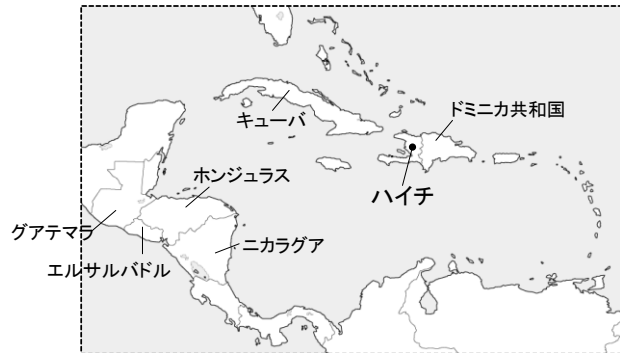 キューバ
ドミニカ共和国
ハイチ
ホンジュラス
グアテマラ
ニカラグア
エルサルバドル